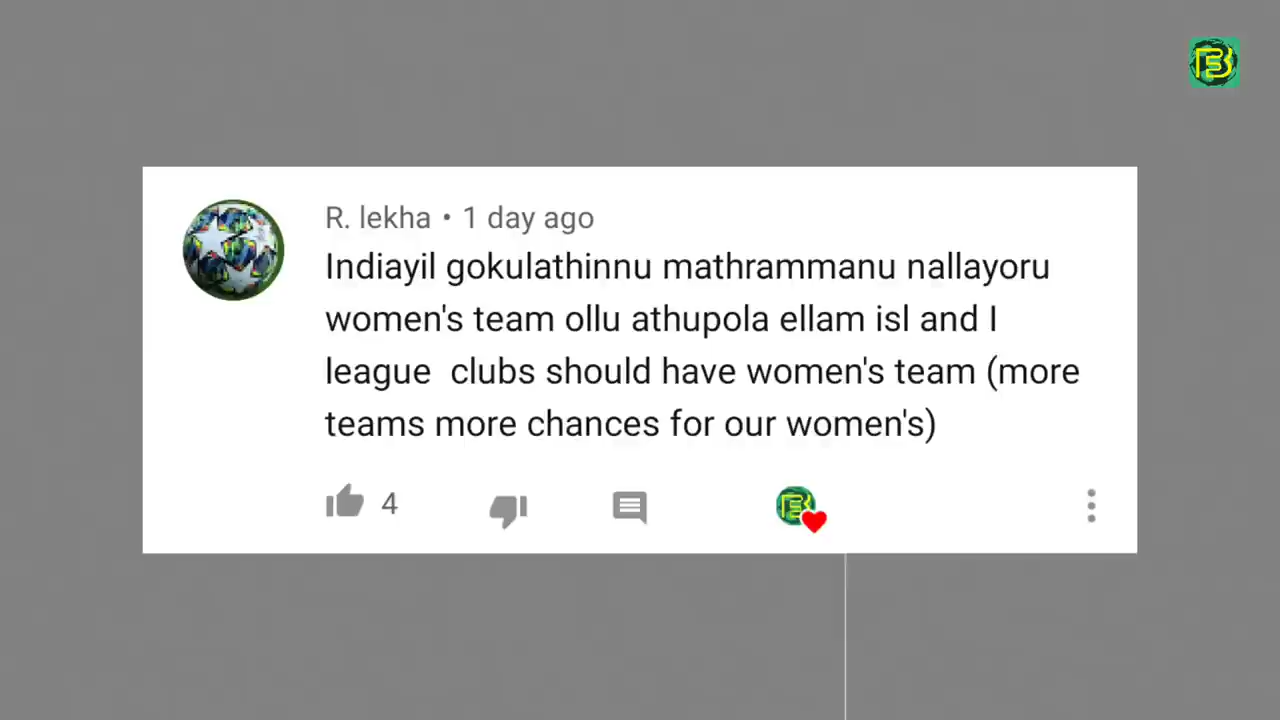 R. lekha • 1 day ago
Indiayil gokulathinnu mathrammanu nallayoru
women's team ollu athupola ellam isl and I
league  clubs should have women's team (more
teams more chances for our women's)
4